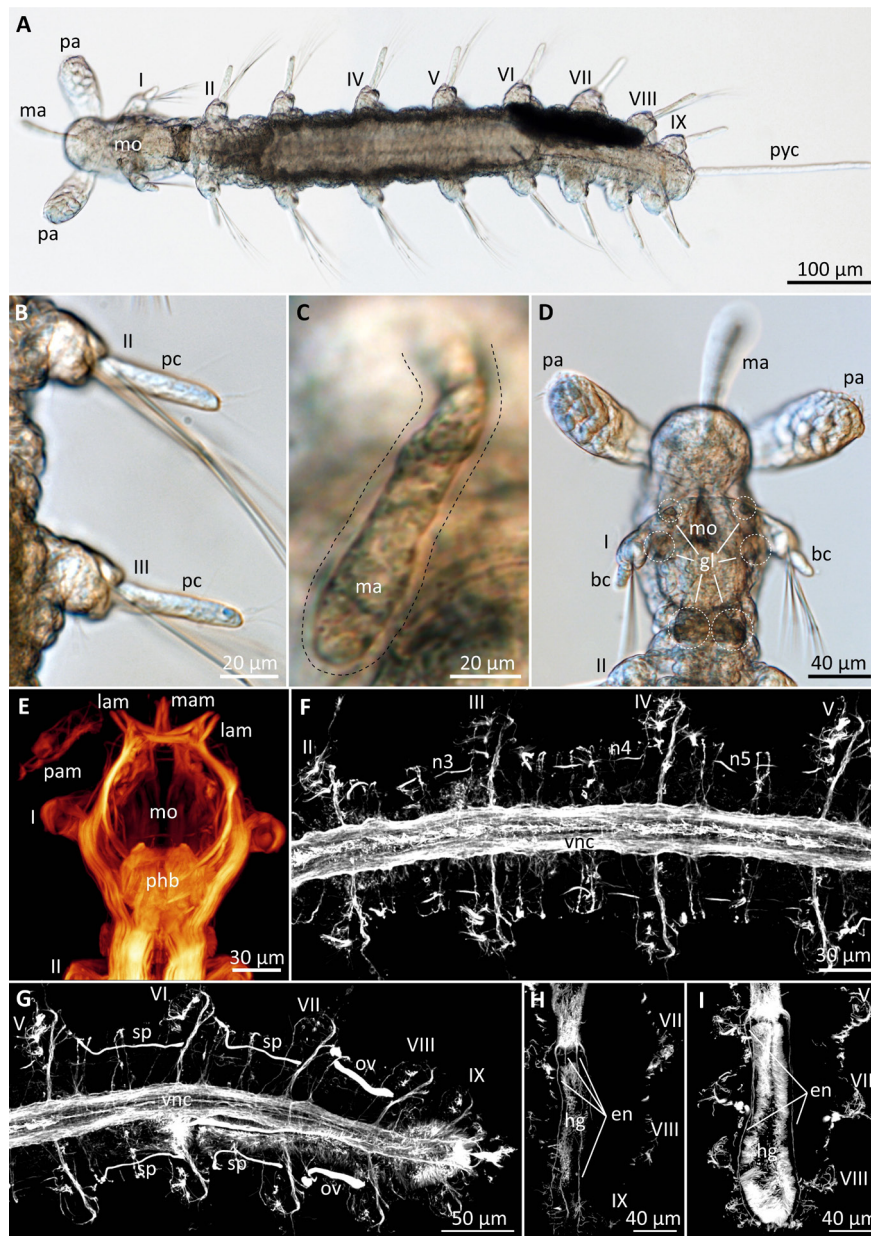 A
pa
I
II
IV
V
VI
VII
VIII
IX
ma
mo
pyc
pa
100 µm
B
II
pc
III
pc
20 µm
C
ma
20 µm
D
pa
ma
pa
mo
I
gl
bc
bc
II
40 µm
E
lam
mam
lam
pam
I
mo
phb
II
30 µm
F
II
III
IV
V
n3
n4
n5
vnc
30 µm
G
V
VI
VII
VIII
IX
sp
sp
ov
vnc
sp
sp
ov
50 µm
H
VII
en
hg
VIII
IX
40 µm
I
V
VII
en
hg
VIII
40 µm